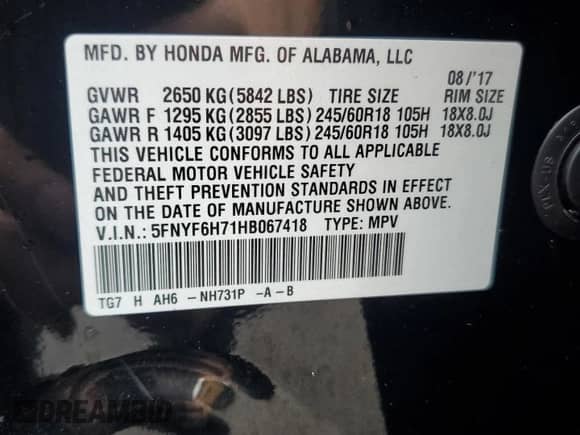 MFD. BY HONDA MFG. OF ALABAMA, LLC
08/'17
GVWR 2650 KG(5842 LBS) TIRE SIZE RIM SIZE
GAWR F 1295 KG(2855 LBS) 245/60R18 105H 18X8.0J
GAWR R 1405 KG(3097 LBS) 245/60R18 105H 18X8.0J
THIS VEHICLE CONFORMS TO ALL APPLICABLE
FEDERAL MOTOR VEHICLE SAFETY
AND THEFT PREVENTION STANDARDS IN EFFECT
ON THE DATE OF MANUFACTURE SHOWN ABOVE.
V.I.N.: 5FNYF6H71HB067418 TYPE: MPV
TG7 H AH6 -NH731P -A-B
DREAMBID